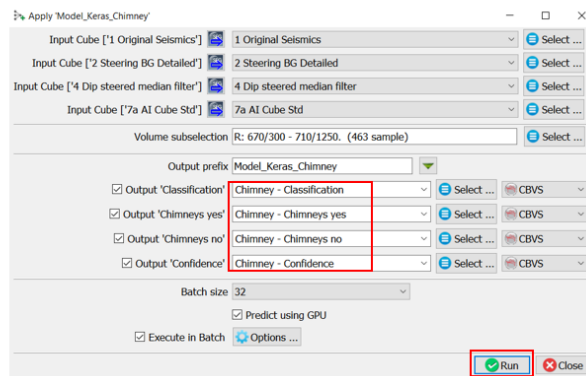 Apply 'Model_Keras_Chimney'
Input Cube ['1 Original Seismics'] 1 Original Seismics Select ...
Input Cube ['2 Steering BG Detailed'] 2 Steering BG Detailed Select ...
Input Cube ['4 Dip steered median filter'] 4 Dip steered median filter Select ...
Input Cube ['7a AI Cube Std'] 7a AI Cube Std Select ...
Volume subselection R: 670/300 - 710/1250. (463 sample) Select ...
Output prefix Model_Keras_Chimney
Output 'Classification' Chimney - Classification Select ... CBVS
Output 'Chimneys yes' Chimney - Chimneys yes Select ... CBVS
Output 'Chimneys no' Chimney - Chimneys no Select ... CBVS
Output 'Confidence' Chimney - Confidence Select ... CBVS
Batch size 32
Predict using GPU
Execute in Batch Options ...
Run Close